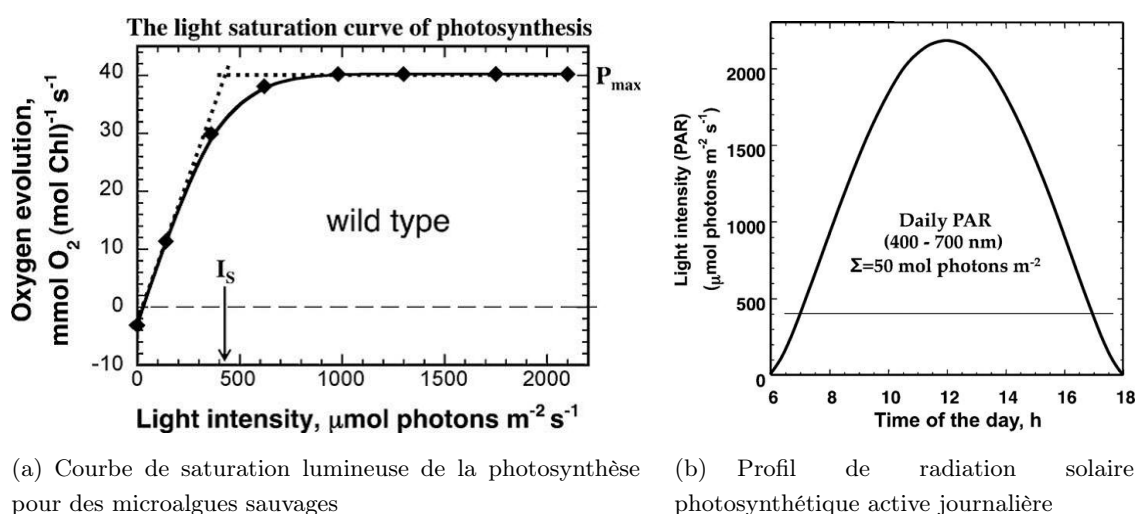 The light saturation curve of photosynthesis
Oxygen evolution,
mmol O₂ (mol Chl)⁻¹ s⁻¹
50
40
30
20
10
0
-10
P max
wild type
I S
0
500
1000
1500
2000
Light intensity, μmol photons m⁻² s⁻¹
(a) Courbe de saturation lumineuse de la photosynthèse
pour des microalgues sauvages
Light intensity (PAR)
(μmol photons m⁻² s⁻¹)
2000
1500
1000
500
0
Daily PAR
(400 - 700 nm)
Σ=50 mol photons m⁻²
6
8
10
12
14
16
18
Time of the day, h
(b) Profil de radiation solaire
photosynthétique active journalière